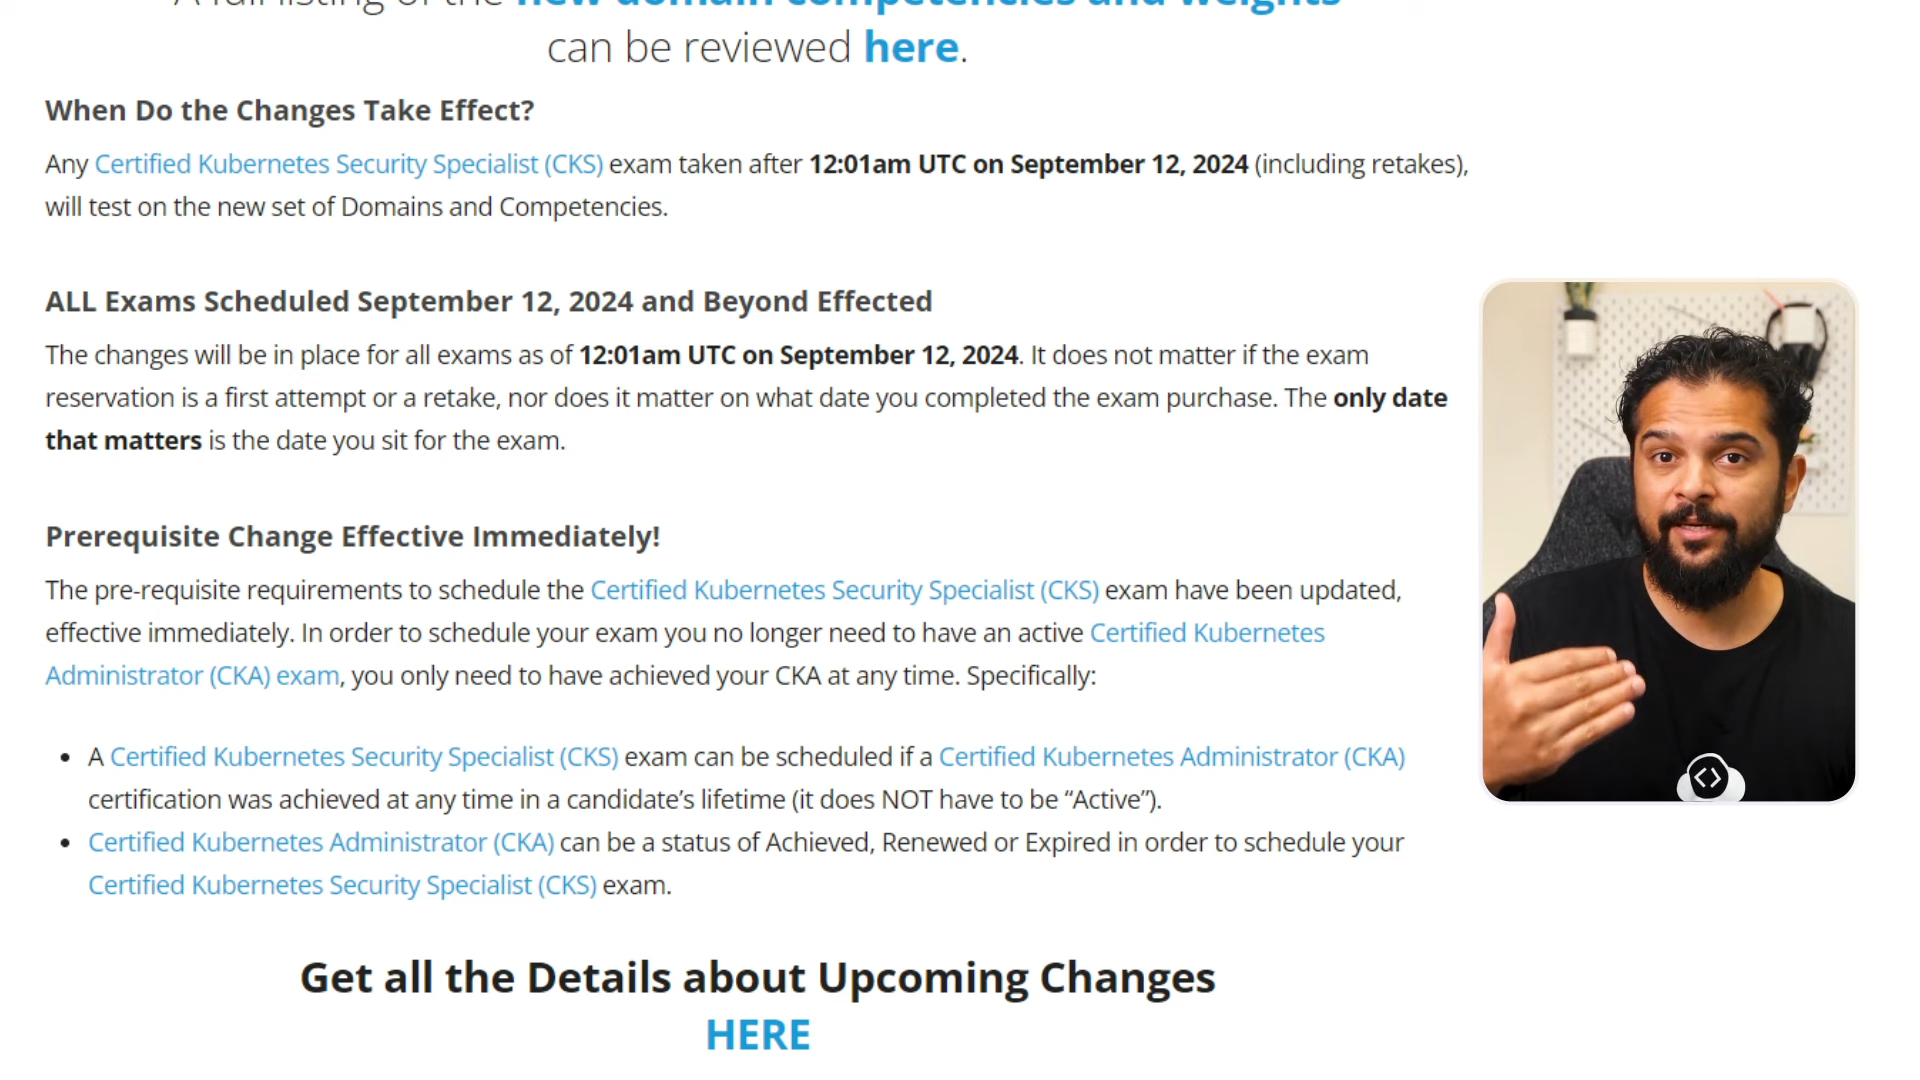 A full listing of the new domain competencies and weights
can be reviewed here.
When Do the Changes Take Effect?
Any Certified Kubernetes Security Specialist (CKS) exam taken after 12:01am UTC on September 12, 2024 (including retakes),
will test on the new set of Domains and Competencies.
ALL Exams Scheduled September 12, 2024 and Beyond Effected
The changes will be in place for all exams as of 12:01am UTC on September 12, 2024. It does not matter if the exam
reservation is a first attempt or a retake, nor does it matter on what date you completed the exam purchase. The only date
that matters is the date you sit for the exam.
Prerequisite Change Effective Immediately!
The pre-requisite requirements to schedule the Certified Kubernetes Security Specialist (CKS) exam have been updated,
effective immediately. In order to schedule your exam you no longer need to have an active Certified Kubernetes
Administrator (CKA) exam, you only need to have achieved your CKA at any time. Specifically:
• A Certified Kubernetes Security Specialist (CKS) exam can be scheduled if a Certified Kubernetes Administrator (CKA)
certification was achieved at any time in a candidate’s lifetime (it does NOT have to be “Active”).
• Certified Kubernetes Administrator (CKA) can be a status of Achieved, Renewed or Expired in order to schedule your
Certified Kubernetes Security Specialist (CKS) exam.
Get all the Details about Upcoming Changes
HERE